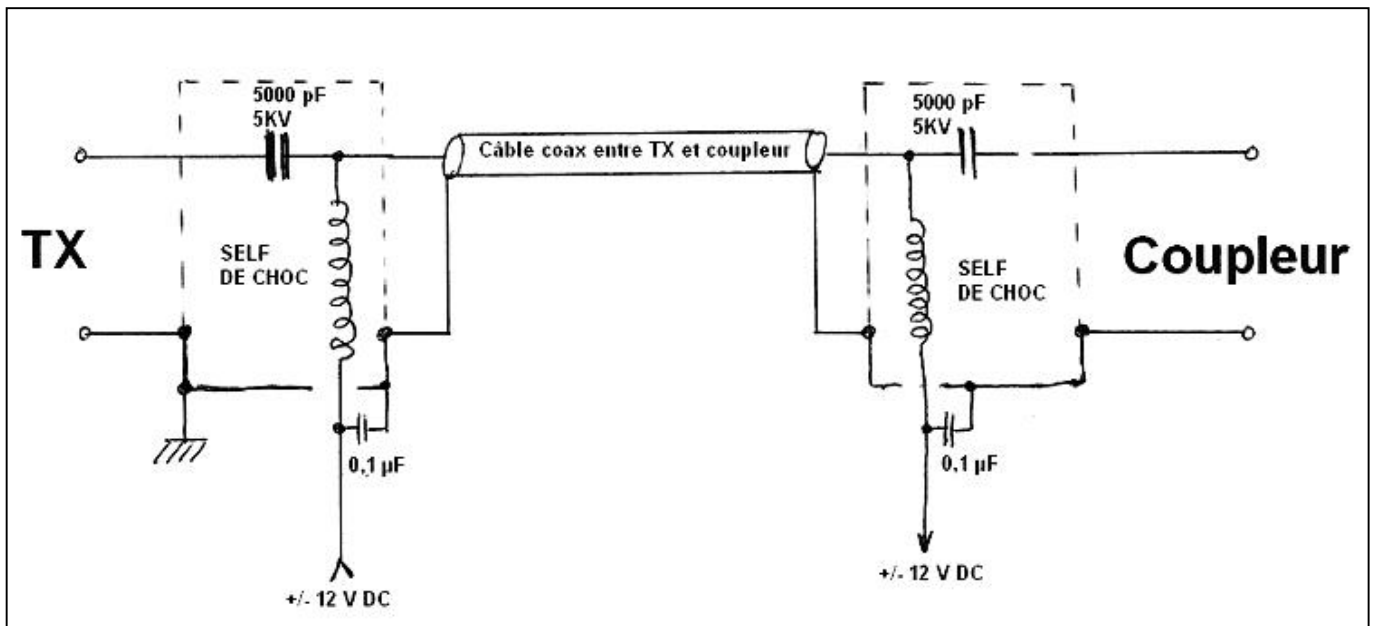 5000 pF
5KV
5000 pF
5KV
Câble coax entre TX et coupleur
TX
SELF
DE CHOC
SELF
DE CHOC
Coupleur
0,1 µF
0,1 µF
+/- 12 V DC
+/- 12 V DC